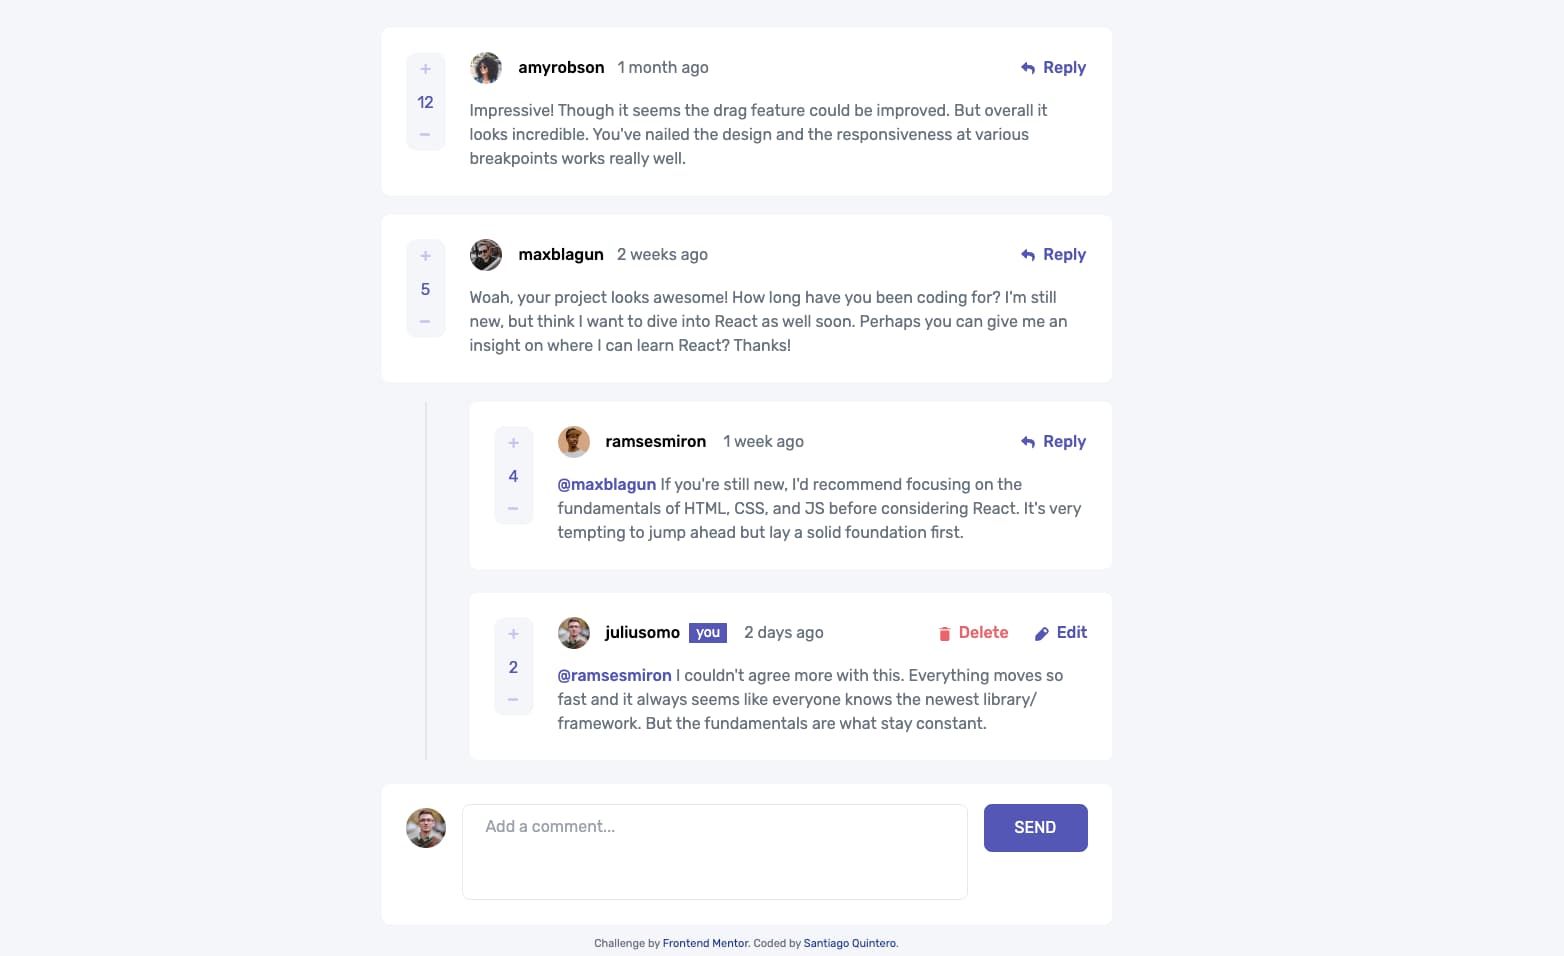 +
12
–
amyrobson 1 month ago Reply
Impressive! Though it seems the drag feature could be improved. But overall it
looks incredible. You've nailed the design and the responsiveness at various
breakpoints works really well.
+
5
–
maxblagun 2 weeks ago Reply
Woah, your project looks awesome! How long have you been coding for? I'm still
new, but think I want to dive into React as well soon. Perhaps you can give me an
insight on where I can learn React? Thanks!
+
4
–
ramsesmiron 1 week ago Reply
@maxblagun If you're still new, I'd recommend focusing on the
fundamentals of HTML, CSS, and JS before considering React. It's very
tempting to jump ahead but lay a solid foundation first.
+
2
–
juliusomo you 2 days ago Delete Edit
@ramsesmiron I couldn't agree more with this. Everything moves so
fast and it always seems like everyone knows the newest library/
framework. But the fundamentals are what stay constant.
Add a comment...
SEND
Challenge by Frontend Mentor. Coded by Santiago Quintero.